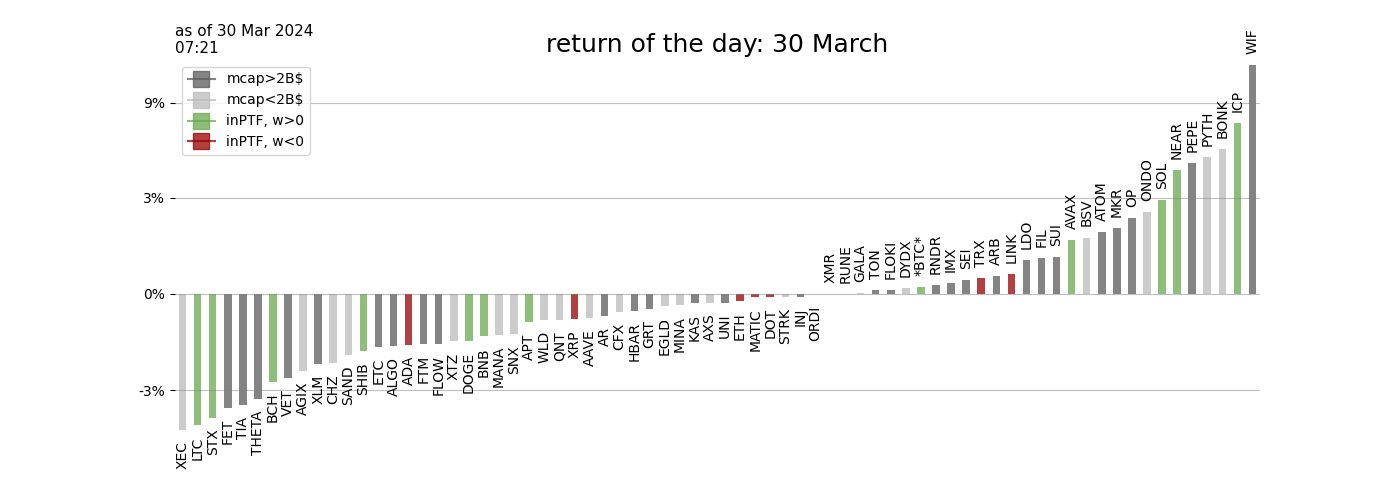 as of 30 Mar 2024
07:21
return of the day: 30 March
mcap>2B$
mcap<2B$
inPTF, w>0
inPTF, w<0
9%
3%
0%
-3%
XEC
LTC
STX
FET
TIA
THETA
BCH
VET
AGIX
XLM
CHZ
SAND
SHIB
ETC
ALGO
ADA
FTM
FLOW
XTZ
DOGE
BNB
MANA
SNX
APT
WLD
QNT
XRP
AAVE
AR
CFX
HBAR
GRT
EGLD
MINA
KAS
AXS
UNI
ETH
MATIC
DOT
STRK
INJ
ORDI
XMR
RUNE
GALA
TON
FLOKI
DYDX
*BTC*
RNDR
IMX
SEI
TRX
ARB
LINK
LDO
FIL
SUI
AVAX
BSV
ATOM
MKR
OP
ONDO
SOL
NEAR
PEPE
PYTH
BONK
ICP
WIF